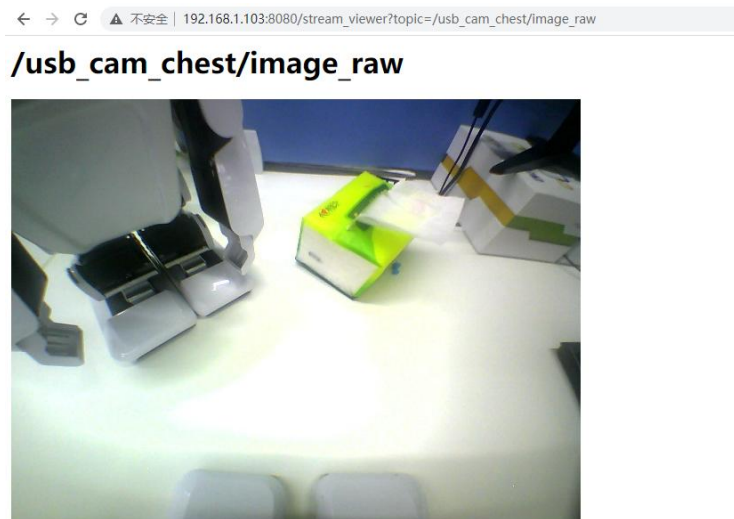 不安全 192.168.1.103:8080/stream_viewer?topic=/usb_cam_chest/image_raw
/usb_cam_chest/image_raw